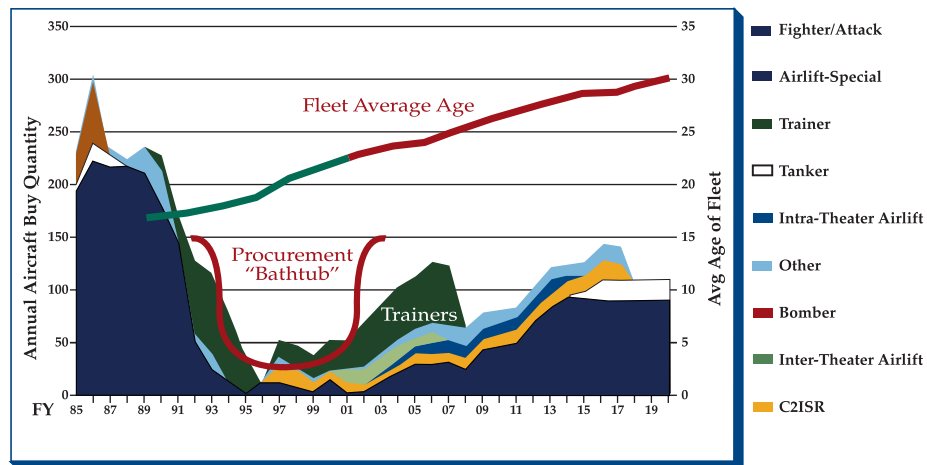 350
300
250
200
150
100
50
0
Annual Aircraft Buy Quantity
35
30
25
20
15
10
5
0
Avg Age of Fleet
Fleet Average Age
Procurement
“Bathtub”
Trainers
FY
85 87 89 91 93 95 97 99 01 03 05 07 09 11 13 15 17 19
Fighter/Attack
Airlift-Special
Trainer
Tanker
Intra-Theater Airlift
Other
Bomber
Inter-Theater Airlift
C2ISR